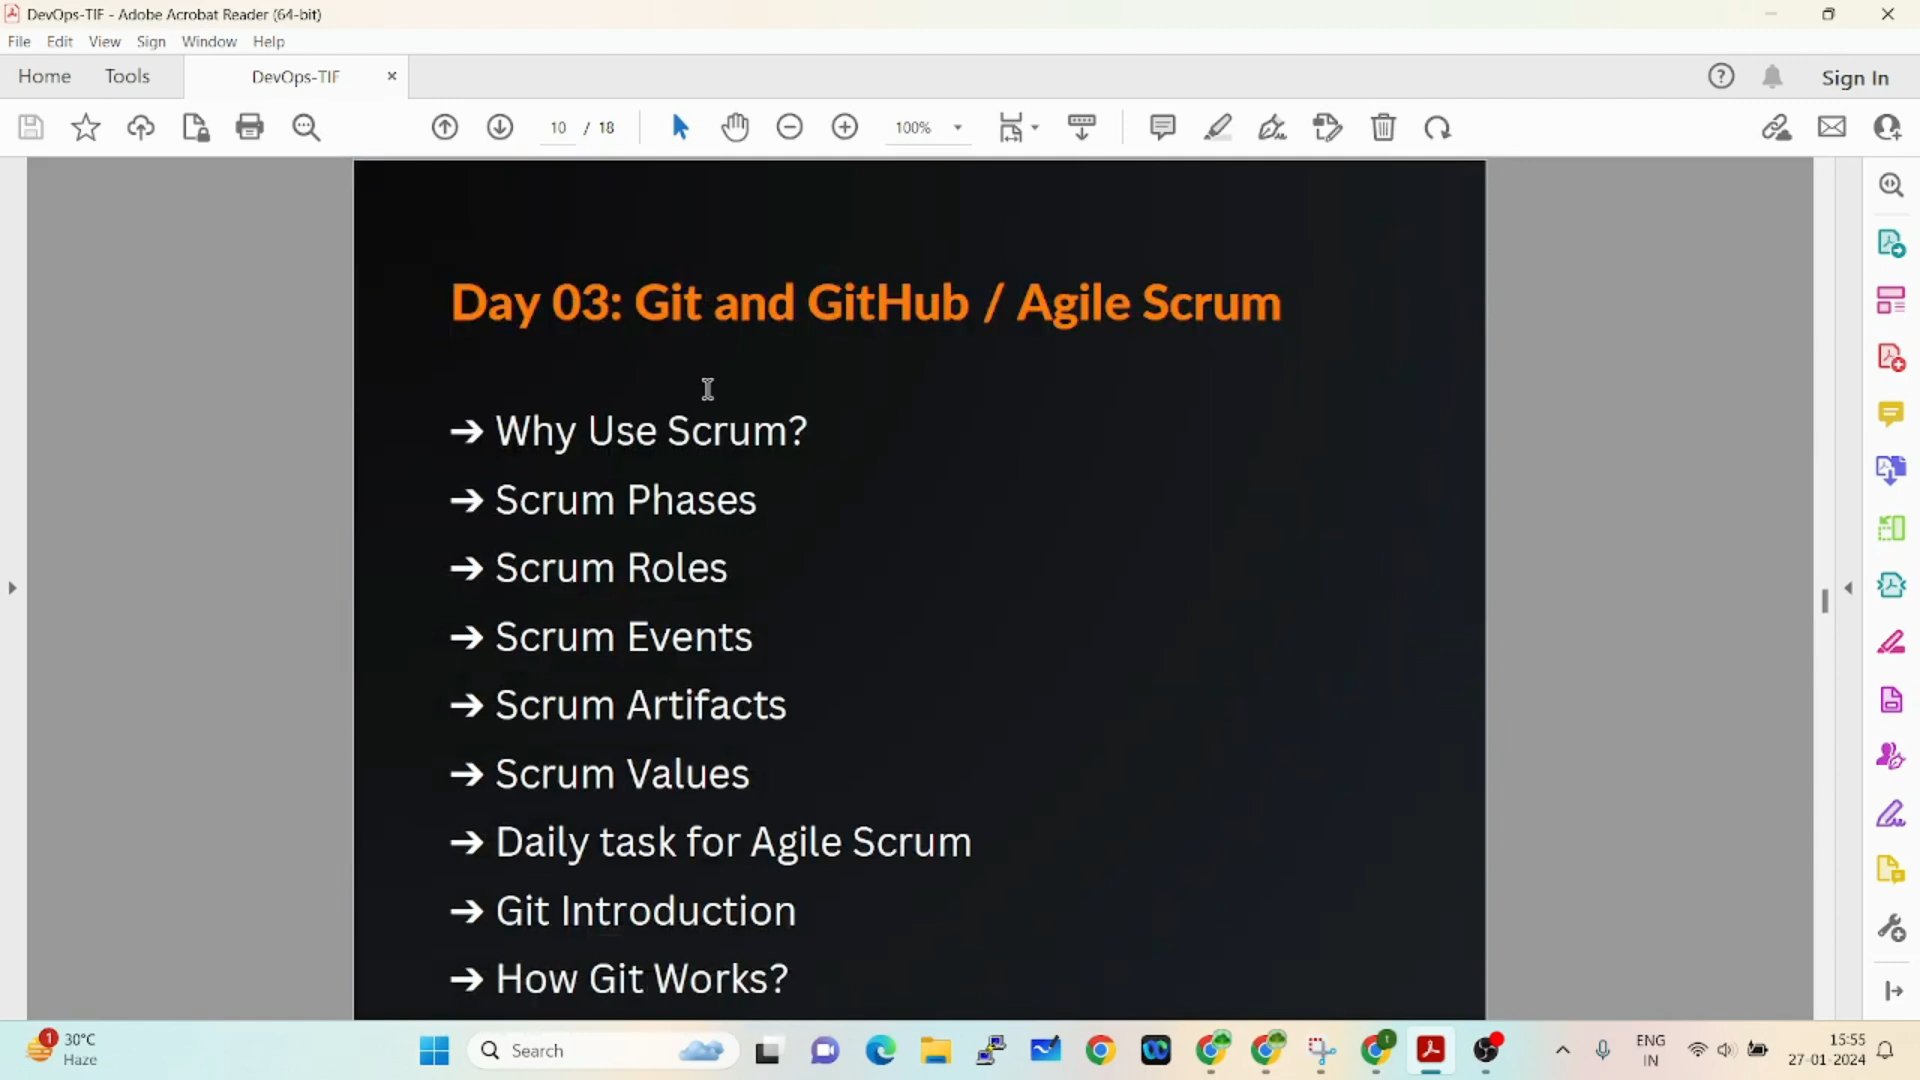 DevOps-TIF - Adobe Acrobat Reader (64-bit)
File Edit View Sign Window Help
Home Tools DevOps-TIF Sign In
10 / 18 100%
Day 03: Git and GitHub / Agile Scrum
➔ Why Use Scrum?
➔ Scrum Phases
➔ Scrum Roles
➔ Scrum Events
➔ Scrum Artifacts
➔ Scrum Values
➔ Daily task for Agile Scrum
➔ Git Introduction
➔ How Git Works?
1
30°C
Haze
Search
1
ENG
IN
15:55
27-01-2024